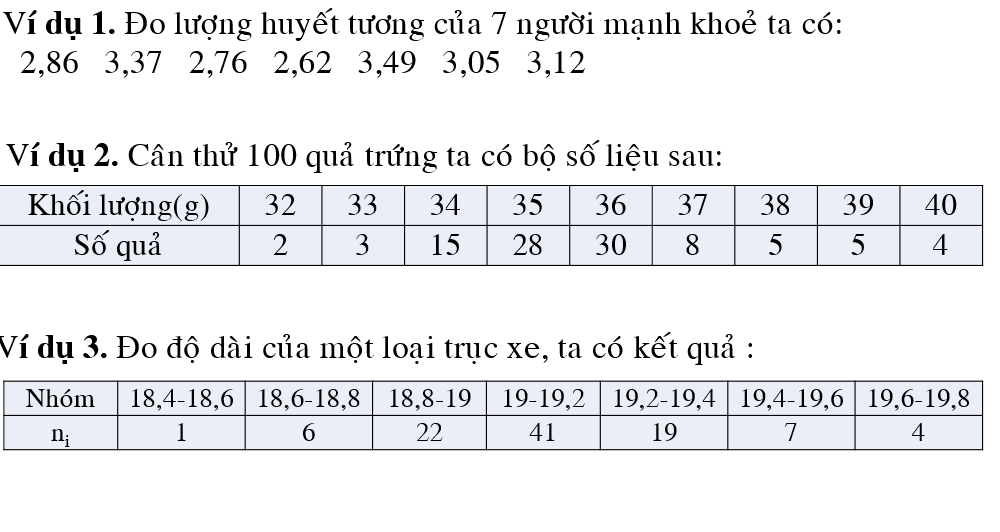 Ví dụ 1. Đo lượng huyết tương của 7 người mạnh khoẻ ta có:
2,86 3,37 2,76 2,62 3,49 3,05 3,12
Ví dụ 2. Cân thử 100 quả trứng ta có bộ số liệu sau:
Khối lượng(g) 32 33 34 35 36 37 38 39 40
Số quả 2 3 15 28 30 8 5 5 4
Ví dụ 3. Đo độ dài của một loại trục xe, ta có kết quả :
Nhóm 18,4-18,6 18,6-18,8 18,8-19 19-19,2 19,2-19,4 19,4-19,6 19,6-19,8
nᵢ 1 6 22 41 19 7 4